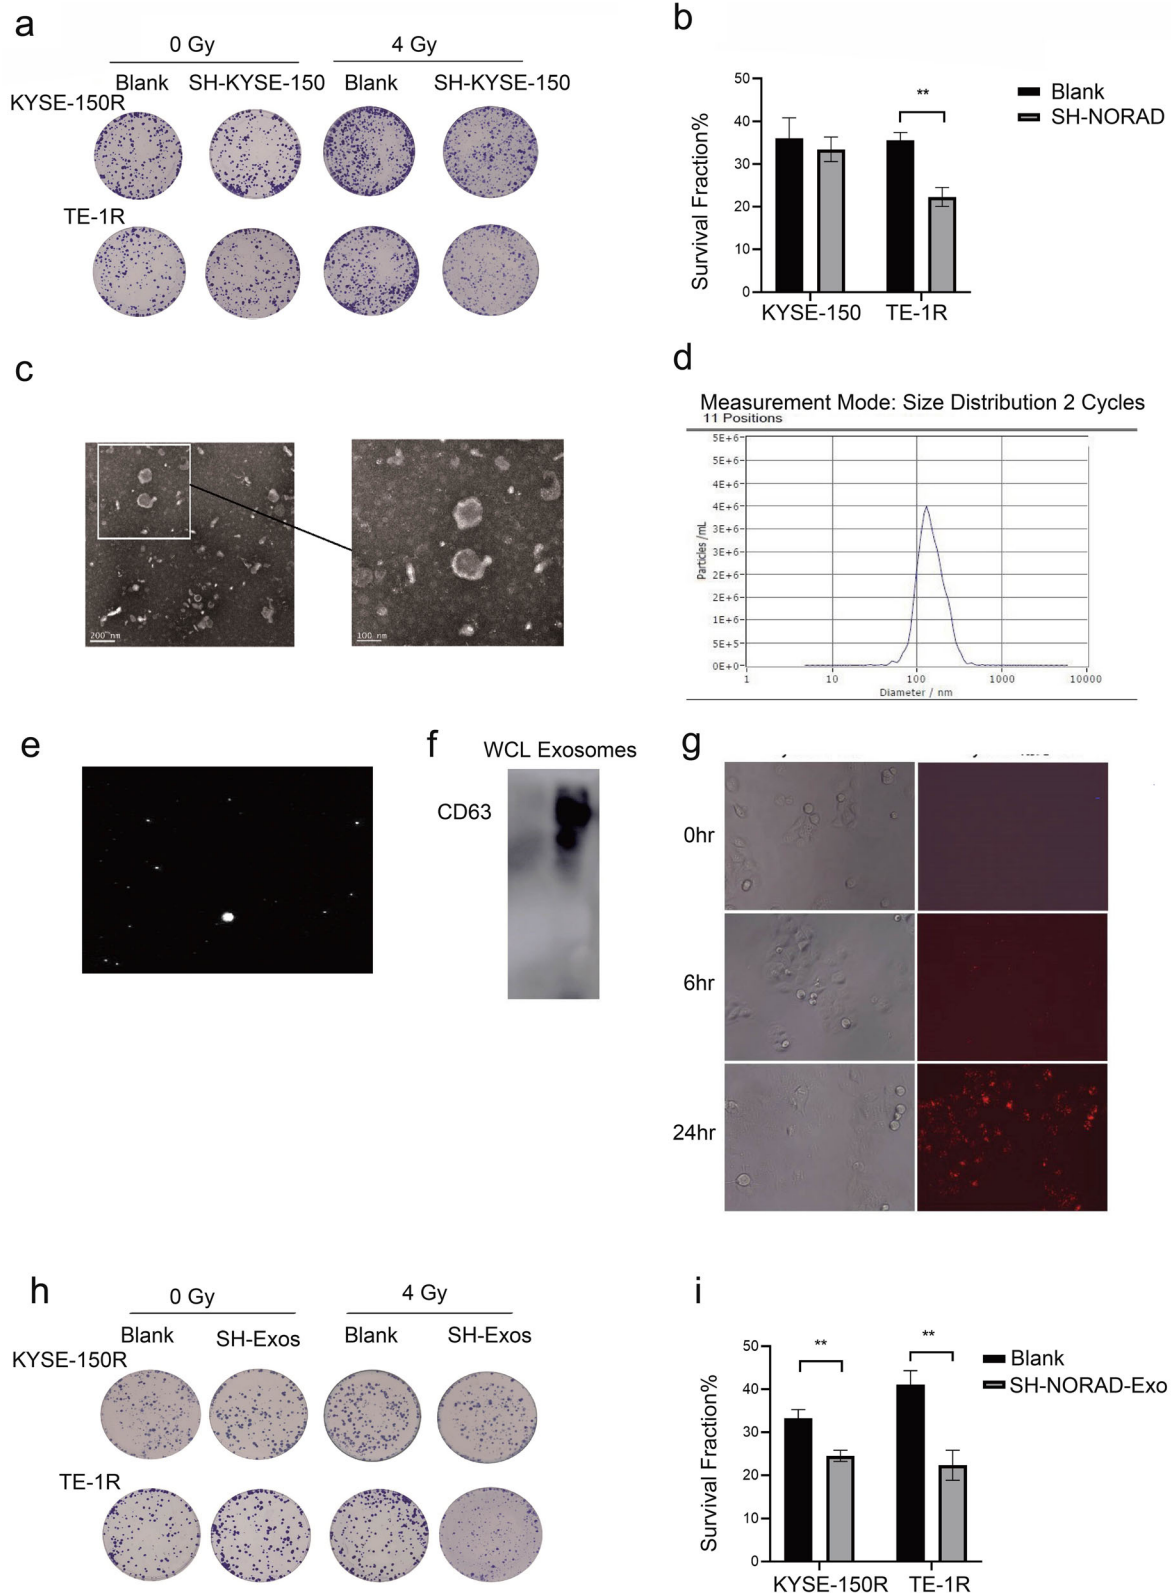 a
0 Gy
4 Gy
Blank
SH-KYSE-150
Blank
SH-KYSE-150
KYSE-150R
TE-1R
b
Survival Fraction%
50
40
30
20
10
0
**
Blank
SH-NORAD
KYSE-150
TE-1R
c
200 nm
100 nm
d
Measurement Mode: Size Distribution 2 Cycles
11 Positions
Particles /mL
5E+6
5E+6
4E+6
4E+6
3E+6
2E+6
2E+6
1E+6
5E+5
0E+0
1
10
100
1000
10000
Diameter / nm
e
f
WCL Exosomes
CD63
g
0hr
6hr
24hr
h
0 Gy
4 Gy
Blank
SH-Exos
Blank
SH-Exos
KYSE-150R
TE-1R
i
Survival Fraction%
50
40
30
20
10
0
**
**
Blank
SH-NORAD-Exo
KYSE-150R
TE-1R